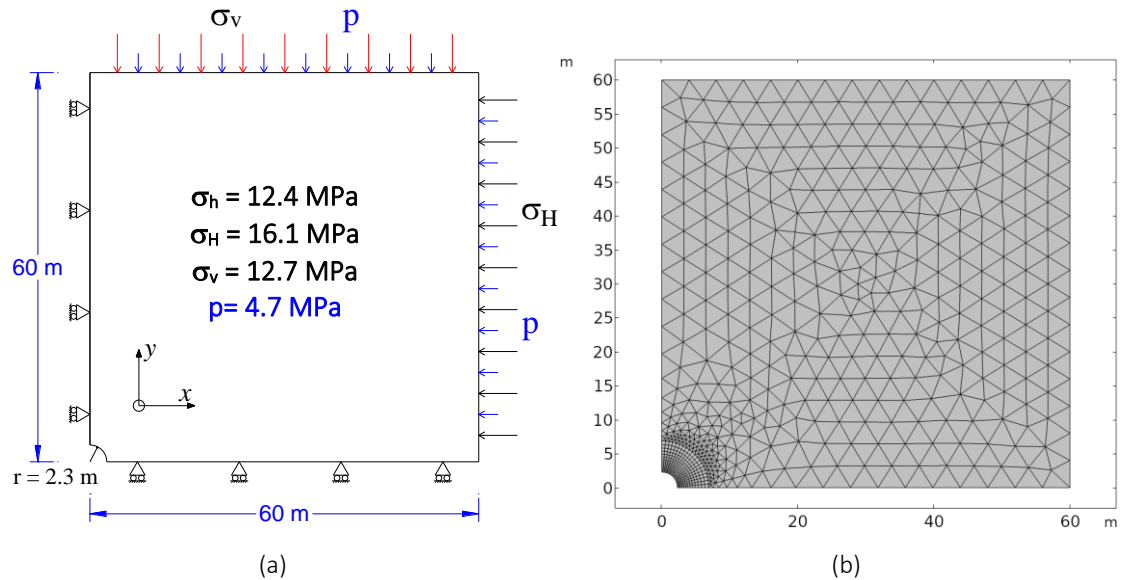 σv p
σh = 12.4 MPa
σH = 16.1 MPa
σv = 12.7 MPa
p= 4.7 MPa
60 m
σH
p
y
x
r = 2.3 m
60 m
(a)
m
60
55
50
45
40
35
30
25
20
15
10
5
0
0 20 40 60 m
(b)